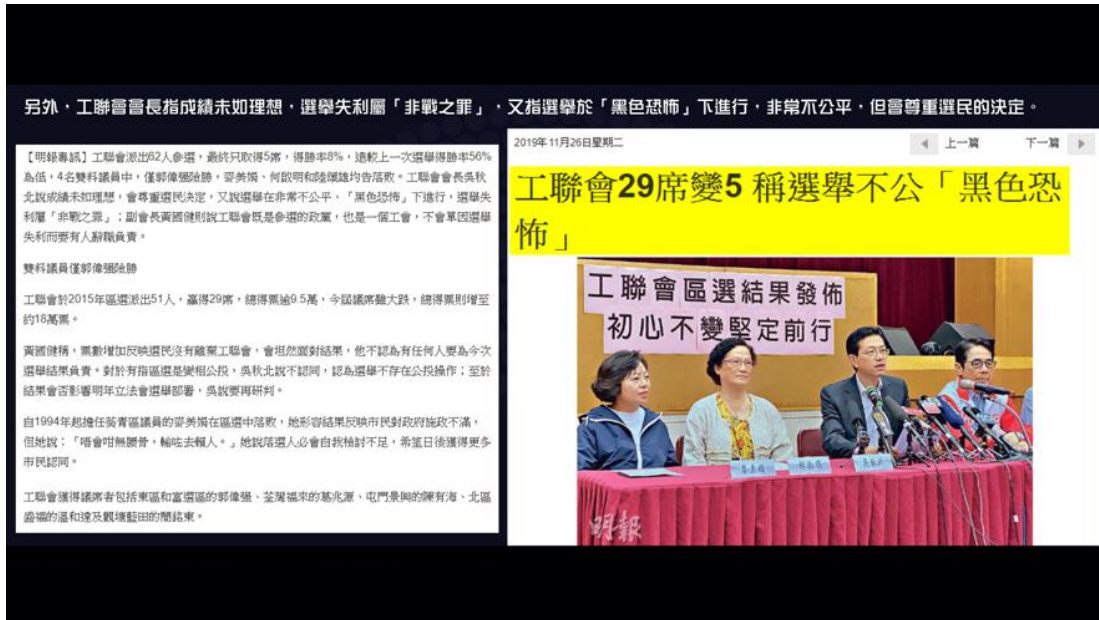 另外，工聯會會長指成績未如理想，選舉失利屬「非戰之罪」，又指選舉於「黑色恐怖」下進行，非常不公平，但會尊重選民的決定。
【明報專訊】工聯會派出62人參選，最終只取得5席，得勝率8%，遠較上一次選舉得勝率56%
為低，4名雙料議員中，僅郭偉强險勝，麥美娟、何啟明和陸頌雄均告落敗。工聯會會長吳秋
北說成績未如理想，會尊重選民決定，又說選舉在非常不公平、「黑色恐怖」下進行，選舉失
利屬「非戰之罪」；副會長黃國健則說工聯會既是參選的政黨，也是一個工會，不會單因選舉
失利而要有人辭職負責。
雙料議員僅郭偉强險勝
工聯會於2015年區選派出51人，贏得29席，總得票逾9.5萬，今屆議席雖大跌，總得票則增至
約18萬票。
黃國健稱，票數增加反映選民沒有離棄工聯會，會坦然面對結果，他不認為有任何人要為今次
選舉結果負責。對於有指區選是變相公投，吳秋北說不認同，認為選舉不存在公投操作；至於
結果會否影響明年立法會選舉部署，吳說要再研判。
自1994年起擔任葵青區議員的麥美娟在區選中落敗，她形容結果反映市民對政府施政不滿，
但她說：「唔會咁無腰骨，輸咗去賴人。」她說落選人必會自我檢討不足，希望日後獲得更多
市民認同。
工聯會獲得議席者包括東區和富選區的郭偉强、荃灣福來的葛兆源、屯門景興的陳有海、北區
盛福的溫和達及觀塘藍田的簡銘東。
2019年11月26日星期二
上一篇 下一篇
工聯會29席變5 稱選舉不公「黑色恐
怖」
工聯會區選結果發佈
初心不變堅定前行
麥美娟
吳秋北
明報